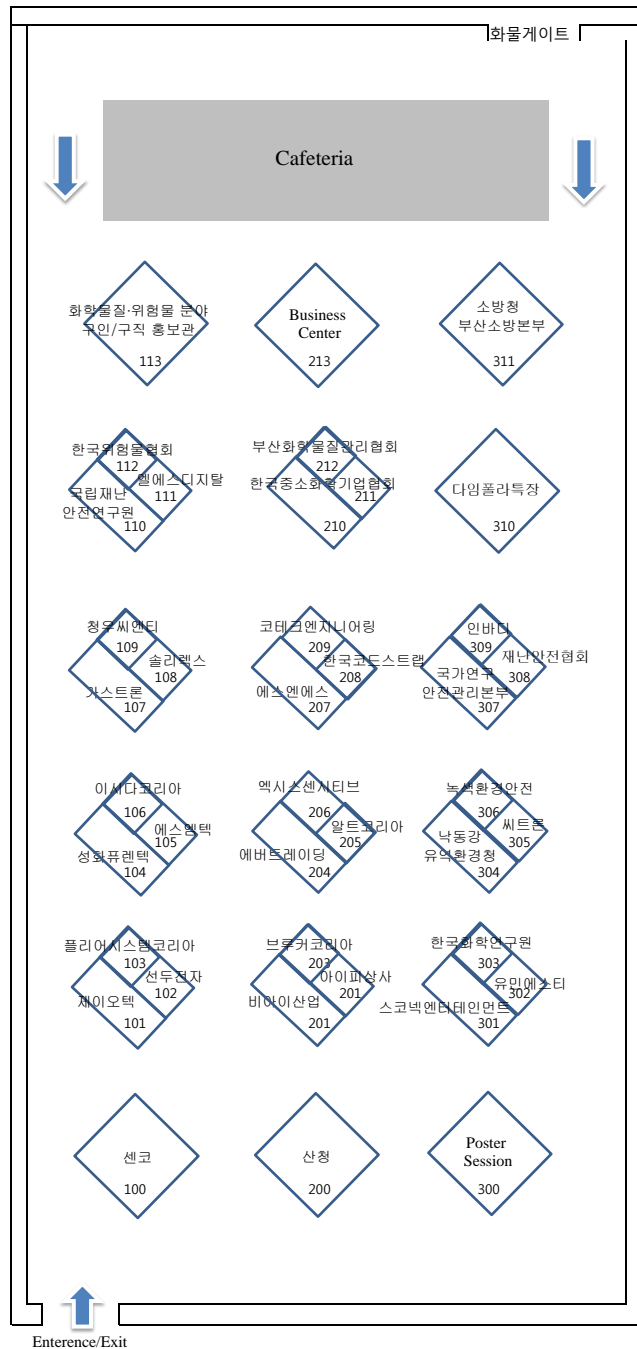 화물게이트
Cafeteria
화학물질·위험물 분야
구인/구직 홍보관
113
Business
Center
213
소방청
부산소방본부
311
한국위험물협회
112
엘에스디지탈
111
국립재난
안전연구원
110
부산화학물질관리협회
212
한국중소화학기업협회
211
210
다임폴라특장
310
청우씨엔티
109
솔리렉스
108
가스트론
107
코테크엔지니어링
209
한국코드스트랩
208
에스엔에스
207
인바디
309
재난안전협회
308
국가연구
안전관리본부
307
이시다코리아
106
에스엠텍
105
성화퓨렌텍
104
엑시스센시티브
206
알트코리아
205
에버트레이딩
204
녹색환경안전
306
씨트론
305
낙동강
유역환경청
304
플리어시스템코리아
103
선두전자
102
제이오텍
101
브루커코리아
203
아이피상사
201
비아이산업
201
한국화학연구원
303
유민에스티
302
스코넥엔터테인먼트
301
센코
100
산청
200
Poster
Session
300
Enterence/Exit